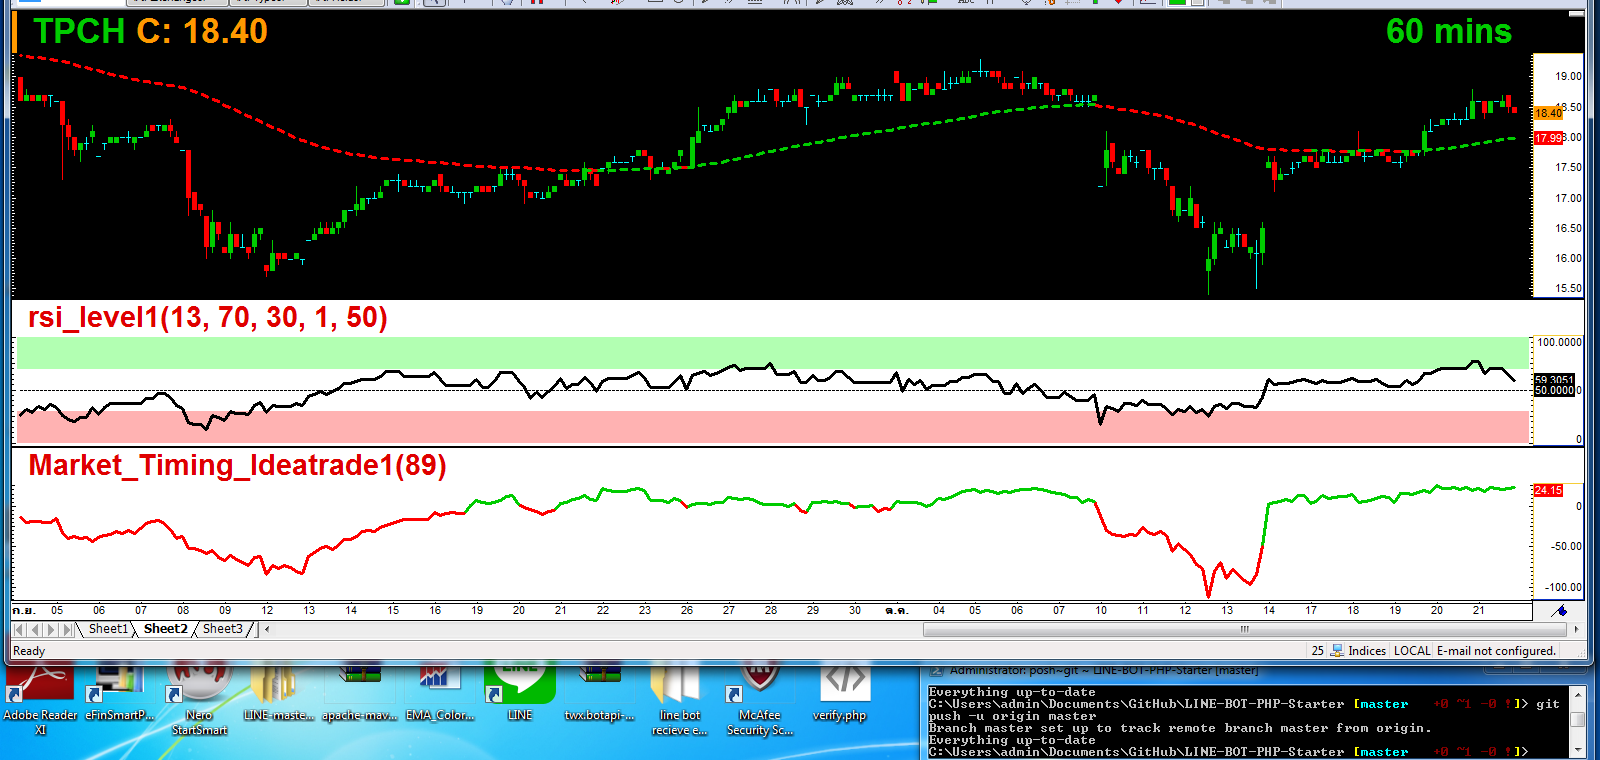 TPCH C: 18.40
60 mins
19.00
18.50
18.40
18.00
17.99
17.50
17.00
16.50
16.00
15.50
rsi_level1(13, 70, 30, 1, 50)
100.0000
59.3051
50.0000
0
Market_Timing_Ideatrade1(89)
24.15
0
-50.00
-100.00
ก.ย. 05 06 07 08 09 12 13 14 15 16 19 20 21 22 23 26 27 28 29 30 ต.ค. 04 05 06 07 10 11 12 13 14 17 18 19 20 21
Sheet1 Sheet2 Sheet3
Ready
25 Indices LOCAL E-mail not configured.
Adobe Reader XI
eFinSmartP...
Nero StartSmart
LINE-maste...
apache-mav...
EMA_Color...
LINE
LINE
twx.botapi-...
line bot recieve e...
McAfee Security Sc...
verify.php
Administrator: posh~git ~ LINE-BOT-PHP-Starter [master]
Everything up-to-date
C:\Users\admin\Documents\GitHub\LINE-BOT-PHP-Starter [master +0 ~1 -0 !]> git
push -u origin master
Branch master set up to track remote branch master from origin.
Everything up-to-date
C:\Users\admin\Documents\GitHub\LINE-BOT-PHP-Starter [master +0 ~1 -0 !]>